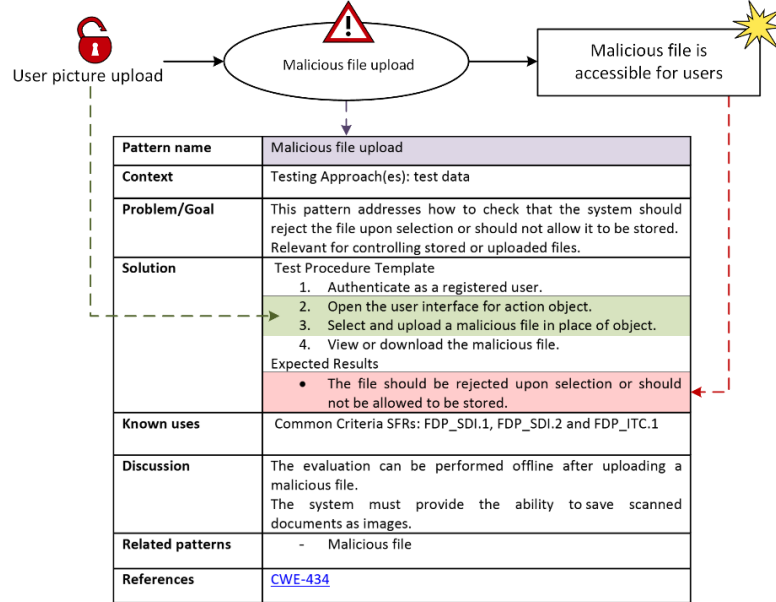 User picture upload
Malicious file upload
Malicious file is
accessible for users
Pattern name
Malicious file upload
Context
Testing Approach(es): test data
Problem/Goal
This pattern addresses how to check that the system should
reject the file upon selection or should not allow it to be stored.
Relevant for controlling stored or uploaded files.
Solution
Test Procedure Template
1. Authenticate as a registered user.
2. Open the user interface for action object.
3. Select and upload a malicious file in place of object.
4. View or download the malicious file.
Expected Results
• The file should be rejected upon selection or should
not be allowed to be stored.
Known uses
Common Criteria SFRs: FDP_SDI.1, FDP_SDI.2 and FDP_ITC.1
Discussion
The evaluation can be performed offline after uploading a
malicious file.
The system must provide the ability to save scanned
documents as images.
Related patterns
- Malicious file
References
CWE-434